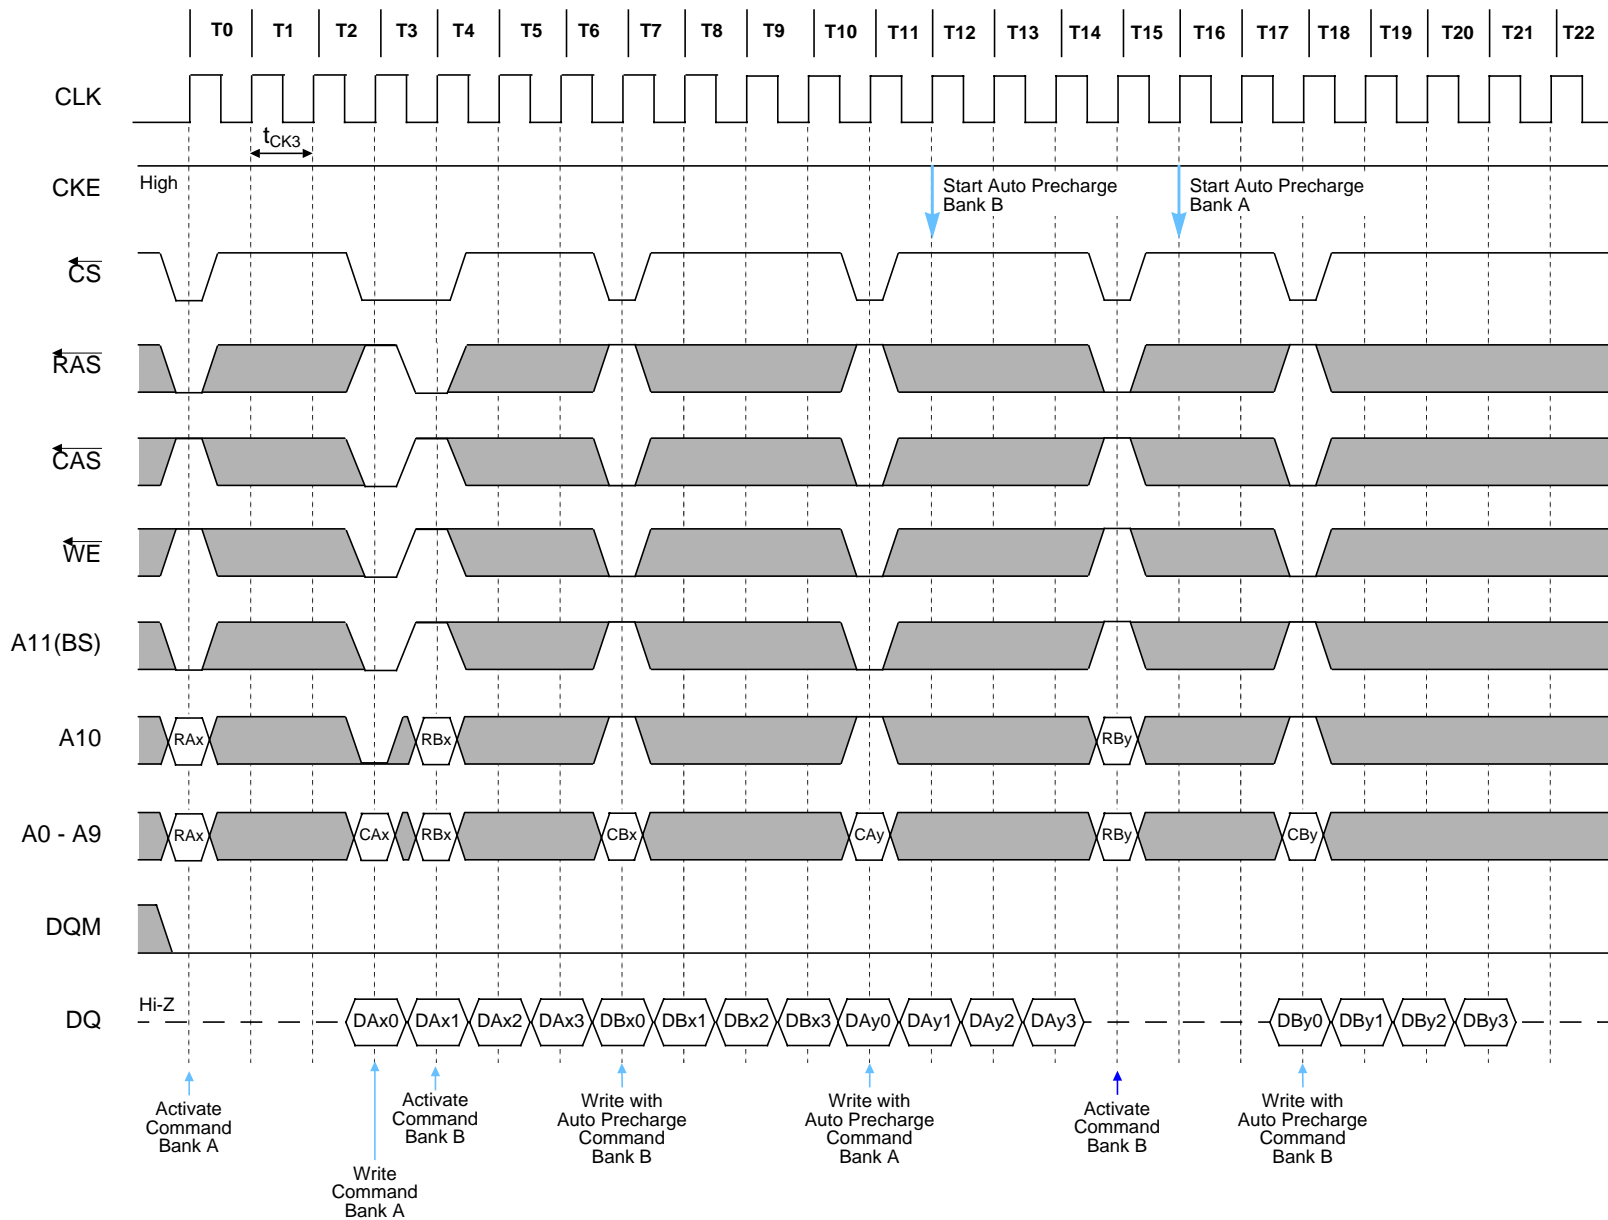 T0 T1 T2 T3 T4 T5 T6 T7 T8 T9 T10 T11 T12 T13 T14 T15 T16 T17 T18 T19 T20 T21 T22
CLK
tCK3
CKE
High
Start Auto Precharge
Bank B
Start Auto Precharge
Bank A
CS
RAS
CAS
WE
A11(BS)
A10
RAx RBx RBy
A0 - A9
RAx CAx RBx CBx CAy RBy CBy
DQM
DQ
Hi-Z
DAx0 DAx1 DAx2 DAx3 DBx0 DBx1 DBx2 DBx3 DAy0 DAy1 DAy2 DAy3 DBy0 DBy1 DBy2 DBy3
Activate
Command
Bank A
Write
Command
Bank A
Activate
Command
Bank B
Write with
Auto Precharge
Command
Bank B
Write with
Auto Precharge
Command
Bank A
Activate
Command
Bank B
Write with
Auto Precharge
Command
Bank B